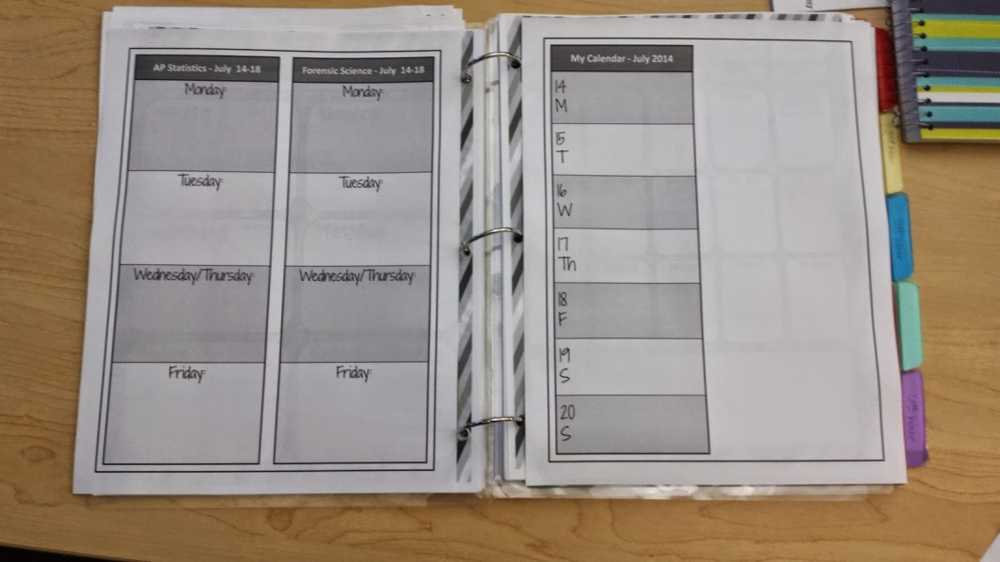 AP Statistics - July 14-18
Monday:
Tuesday:
Wednesday/Thursday:
Friday:
Forensic Science - July 14-18
Monday:
Tuesday:
Wednesday/Thursday:
Friday:
My Calendar - July 2014
14
M
15
T
16
W
17
Th
18
F
19
S
20
S